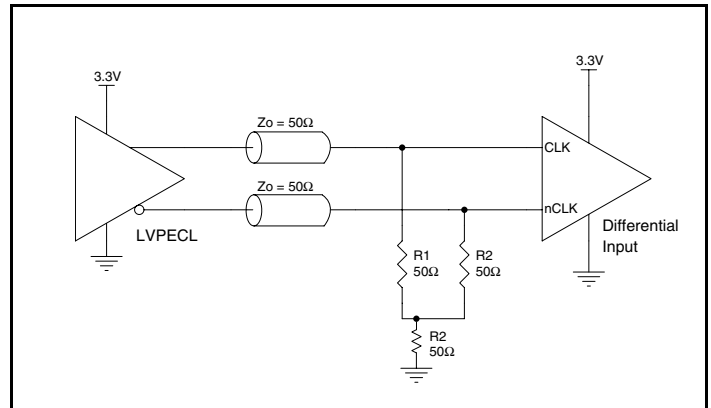 3.3V
3.3V
Zo = 50Ω
CLK
Zo = 50Ω
nCLK
LVPECL
Differential
Input
R1
50Ω
R2
50Ω
R2
50Ω